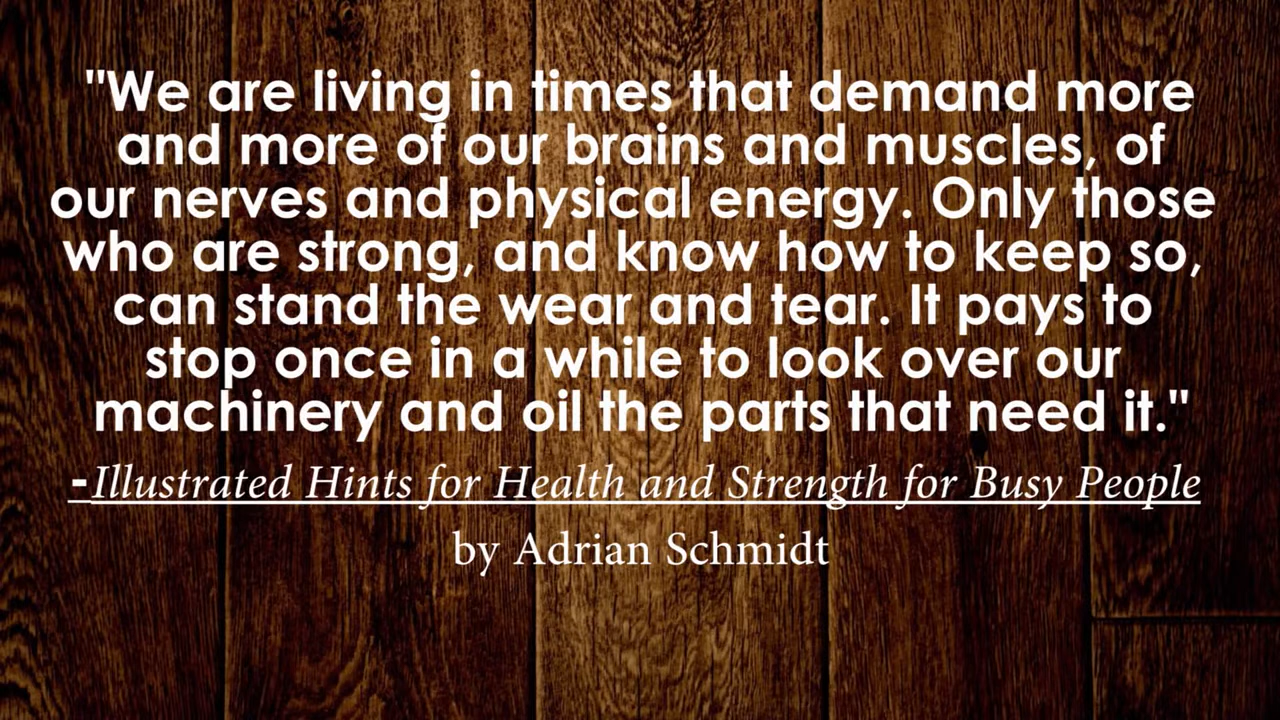 "We are living in times that demand more
and more of our brains and muscles, of
our nerves and physical energy. Only those
who are strong, and know how to keep so,
can stand the wear and tear. It pays to
stop once in a while to look over our
machinery and oil the parts that need it."
-Illustrated Hints for Health and Strength for Busy People
by Adrian Schmidt